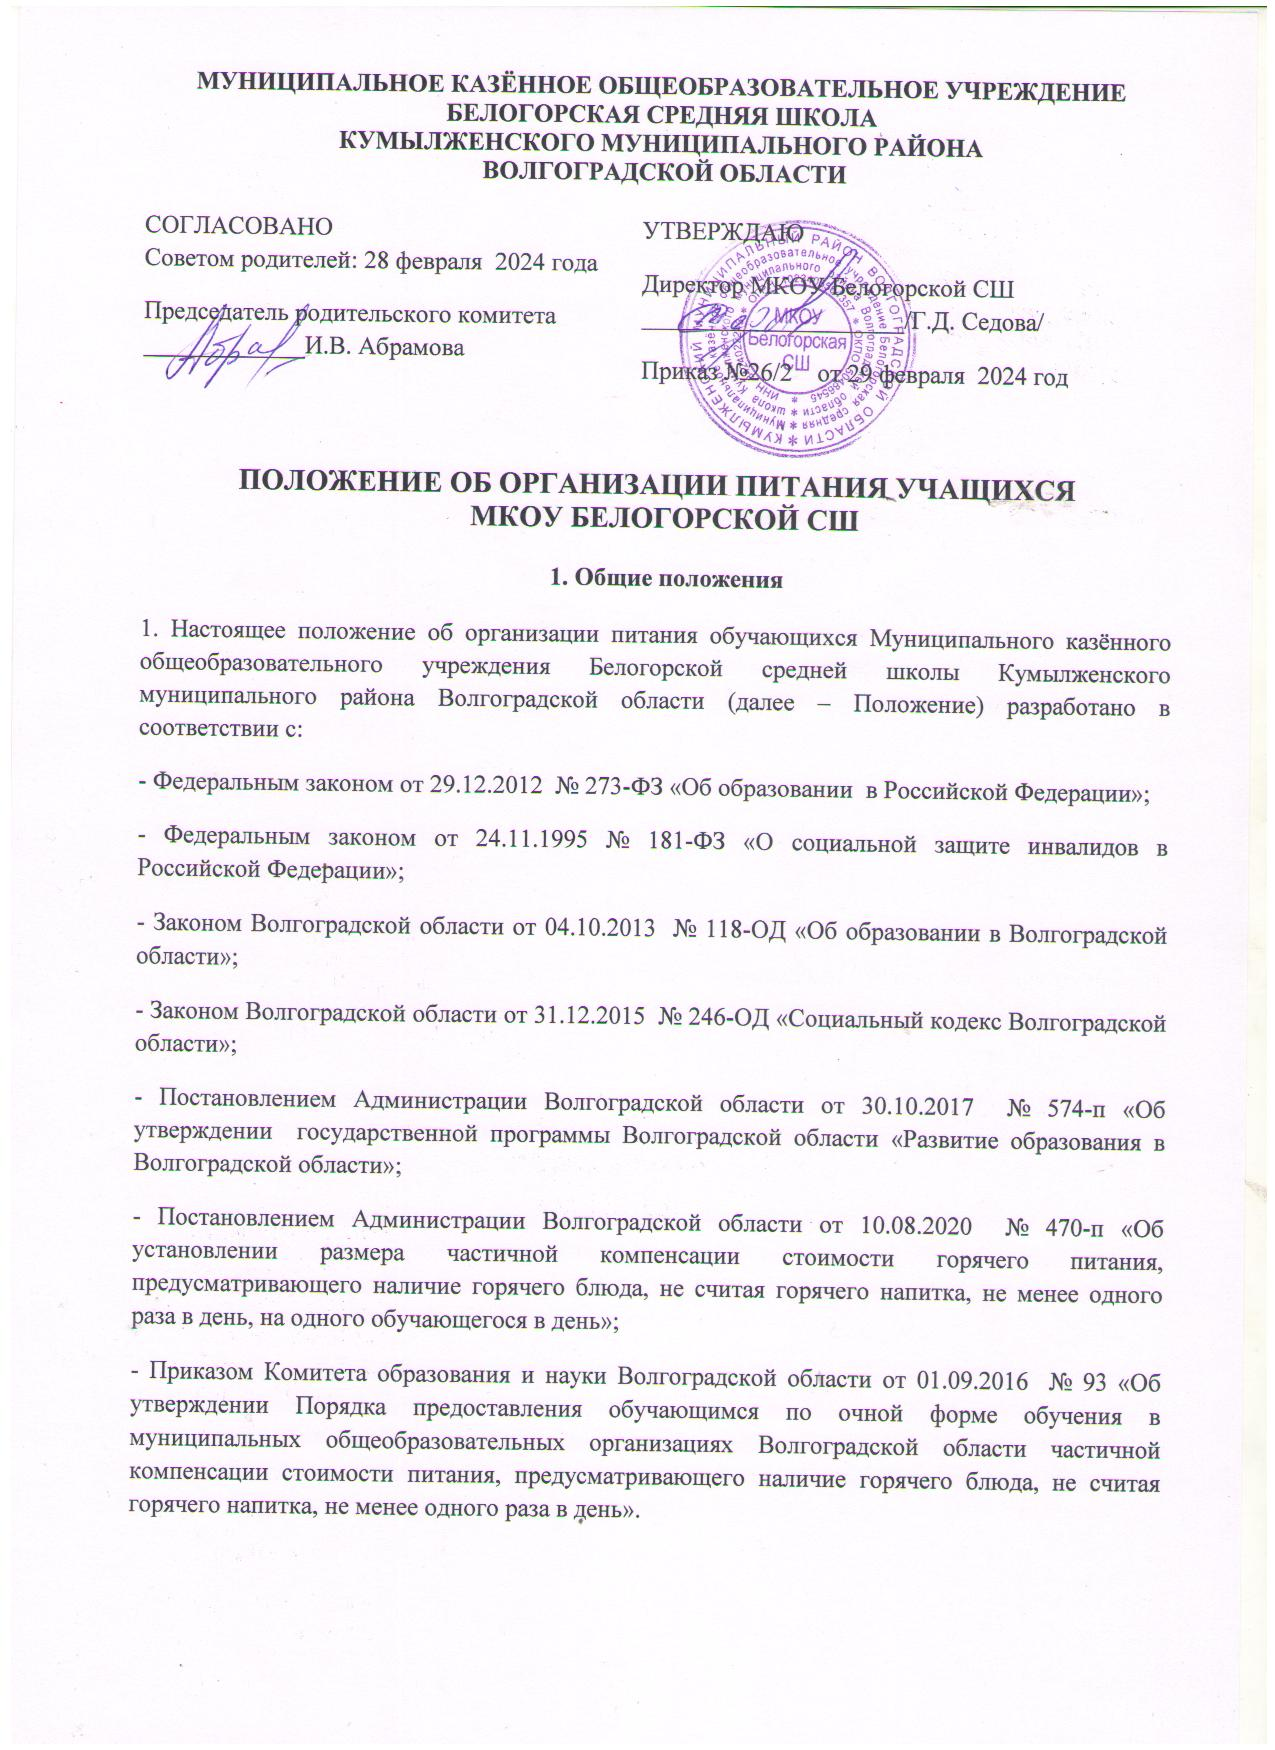 МУНИЦИПАЛЬНОЕ КАЗЁННОЕ ОБЩЕОБРАЗОВАТЕЛЬНОЕ УЧРЕЖДЕНИЕ
БЕЛОГОРСКАЯ СРЕДНЯЯ ШКОЛА
КУМЫЛЖЕНСКОГО МУНИЦИПАЛЬНОГО РАЙОНА
ВОЛГОГРАДСКОЙ ОБЛАСТИ
СОГЛАСОВАНО
Советом родителей: 28 февраля 2024 года
Председатель родительского комитета
____________И.В. Абрамова
УТВЕРЖДАЮ
Директор МКОУ Белогорской СШ
____________________/Г.Д. Седова/
Приказ №26/2 от 29 февраля 2024 год
МКОУ
Белогорская
СШ
ПОЛОЖЕНИЕ ОБ ОРГАНИЗАЦИИ ПИТАНИЯ УЧАЩИХСЯ
МКОУ БЕЛОГОРСКОЙ СШ
1. Общие положения
1. Настоящее положение об организации питания обучающихся Муниципального казённого
общеобразовательного учреждения Белогорской средней школы Кумылженского
муниципального района Волгоградской области (далее – Положение) разработано в
соответствии с:
- Федеральным законом от 29.12.2012 № 273-ФЗ «Об образовании в Российской Федерации»;
- Федеральным законом от 24.11.1995 № 181-ФЗ «О социальной защите инвалидов в
Российской Федерации»;
- Законом Волгоградской области от 04.10.2013 № 118-ОД «Об образовании в Волгоградской
области»;
- Законом Волгоградской области от 31.12.2015 № 246-ОД «Социальный кодекс Волгоградской
области»;
- Постановлением Администрации Волгоградской области от 30.10.2017 № 574-п «Об
утверждении государственной программы Волгоградской области «Развитие образования в
Волгоградской области»;
- Постановлением Администрации Волгоградской области от 10.08.2020 № 470-п «Об
установлении размера частичной компенсации стоимости горячего питания,
предусматривающего наличие горячего блюда, не считая горячего напитка, не менее одного
раза в день, на одного обучающегося в день»;
- Приказом Комитета образования и науки Волгоградской области от 01.09.2016 № 93 «Об
утверждении Порядка предоставления обучающимся по очной форме обучения в
муниципальных общеобразовательных организациях Волгоградской области частичной
компенсации стоимости питания, предусматривающего наличие горячего блюда, не считая
горячего напитка, не менее одного раза в день».